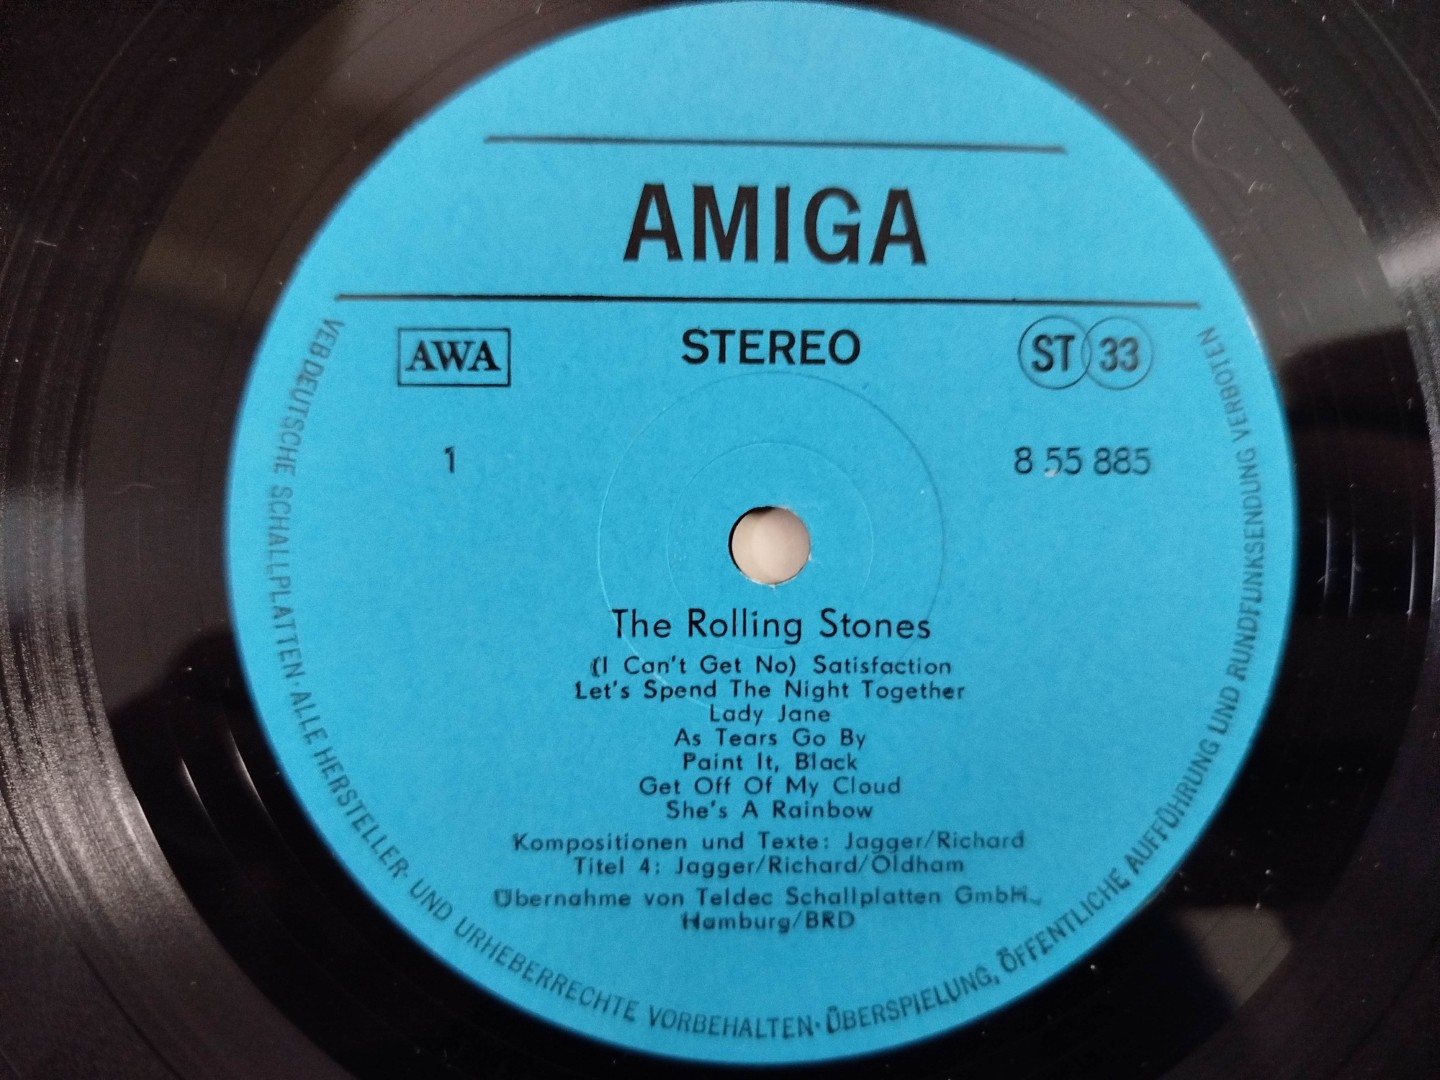 AMIGA
AWA
STEREO
ST 33
1
8 55 885
The Rolling Stones
(I Can't Get No) Satisfaction
Let's Spend The Night Together
Lady Jane
As Tears Go By
Paint It, Black
Get Off Of My Cloud
She's A Rainbow
Kompositionen und Texte: Jagger/Richard
Titel 4: Jagger/Richard/Oldham
Übernahme von Teldec Schallplatten GmbH.
Hamburg/BRD
VEB DEUTSCHE SCHALLPLATTEN · ALLE HERSTELLER- UND URHEBERRECHTE VORBEHALTEN · ÜBERSPIELUNG, ÖFFENTLICHE AUFFÜHRUNG UND RUNDFUNKSENDUNG VERBOTEN